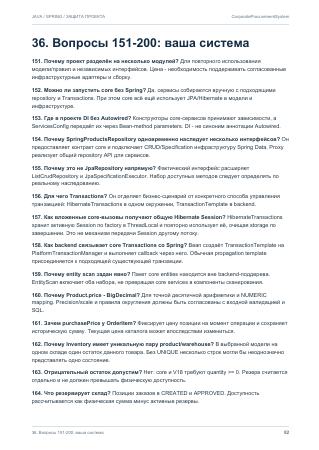 JAVA / SPRING / ЗАЩИТА ПРОЕКТА
CorporateProcurementSystem
36. Вопросы 151-200: ваша система
151. Почему проект разделён на несколько модулей? Для повторного использования
модели/правил и независимых интерфейсов. Цена - необходимость поддерживать согласованные
инфраструктурные адаптеры и сборку.
152. Можно ли запустить core без Spring? Да, сервисы собираются вручную с подходящими
repository и Transactions. При этом core всё ещё использует JPA/Hibernate в модели и
инфраструктуре.
153. Где в проекте DI без Autowired? Конструкторы core-сервисов принимают зависимости, а
ServicesConfig передаёт их через Bean-method parameters. DI - не синоним аннотации Autowired.
154. Почему SpringProductsRepository одновременно наследует несколько интерфейсов? Он
предоставляет контракт core и подключает CRUD/Specification инфраструктуру Spring Data. Proxy
реализует общий repository API для сервисов.
155. Почему это не JpaRepository напрямую? Фактический интерфейс расширяет
ListCrudRepository и JpaSpecificationExecutor. Набор доступных методов следует определять по
реальному наследованию.
156. Для чего Transactions? Он отделяет бизнес-сценарий от конкретного способа управления
транзакцией: HibernateTransactions в одном окружении, TransactionTemplate в backend.
157. Как вложенные core-вызовы получают общую Hibernate Session? HibernateTransactions
хранит активную Session по factory в ThreadLocal и повторно использует её, очищая storage по
завершении. Это не механизм передачи Session другому потоку.
158. Как backend связывает core Transactions со Spring? Bean создаёт TransactionTemplate на
PlatformTransactionManager и выполняет callback через него. Обычная propagation template
присоединяется к подходящей существующей транзакции.
159. Почему entity scan задан явно? Пакет core entities находится вне backend-поддерева.
EntityScan включает оба набора, не превращая core services в компоненты сканирования.
160. Почему Product.price - BigDecimal? Для точной десятичной арифметики и NUMERIC
mapping. Precision/scale и правила округления должны быть согласованы с входной валидацией и
SQL.
161. Зачем purchasePrice у OrderItem? Фиксирует цену позиции на момент операции и сохраняет
историческую сумму. Текущая цена каталога может впоследствии измениться.
162. Почему Inventory имеет уникальную пару product/warehouse? В выбранной модели на
одном складе один остаток данного товара. Без UNIQUE несколько строк могли бы неоднозначно
представлять одно состояние.
163. Отрицательный остаток допустим? Нет: core и V18 требуют quantity >= 0. Резерв считается
отдельно и не должен превышать физическую доступность.
164. Что резервирует склад? Позиции заказов в CREATED и APPROVED. Доступность
рассчитывается как физическая сумма минус активные резервы.
36. Вопросы 151-200: ваша система
52